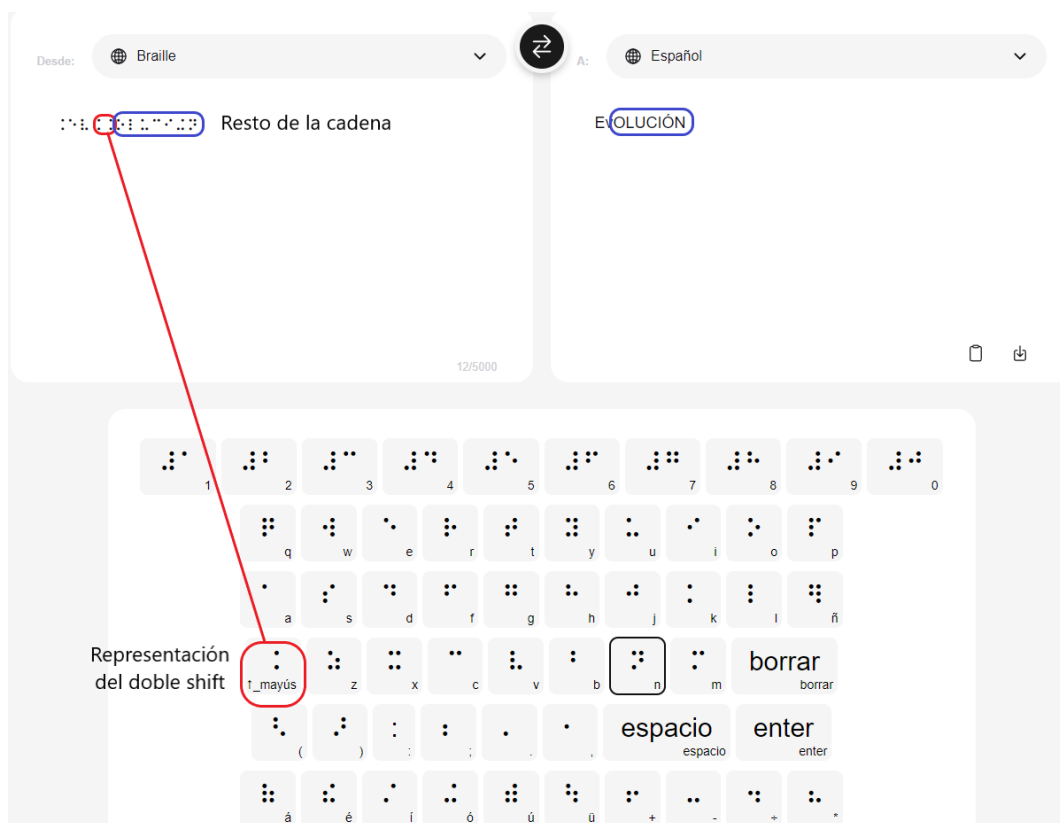 Desde: Braille A: Español
⠨⠑⠧⠨⠨⠕⠇⠥⠉⠊⠬⠝ Resto de la cadena
EvOLUCIÓN
12/5000
⠼⠁ 1 ⠼⠃ 2 ⠼⠉ 3 ⠼⠙ 4 ⠼⠑ 5 ⠼⠋ 6 ⠼⠛ 7 ⠼⠓ 8 ⠼⠊ 9 ⠼⠚ 0
⠟ q ⠺ w ⠑ e ⠗ r ⠞ t ⠽ y ⠥ u ⠊ i ⠕ o ⠏ p
⠁ a ⠎ s ⠙ d ⠋ f ⠛ g ⠓ h ⠚ j ⠅ k ⠇ l ⠻ ñ
Representación
del doble shift
⠨ ↑_mayús ⠵ z ⠭ x ⠉ c ⠧ v ⠃ b ⠝ n ⠍ m borrar borrar
⠣ ( ⠜ ) : : ⠆ ; ⠄ . ⠂ , espacio espacio enter enter
⠷ á ⠮ é ⠌ í ⠬ ó ⠾ ú ⠳ ü ⠖ + ⠤ - ⠲ ÷ ⠦ *